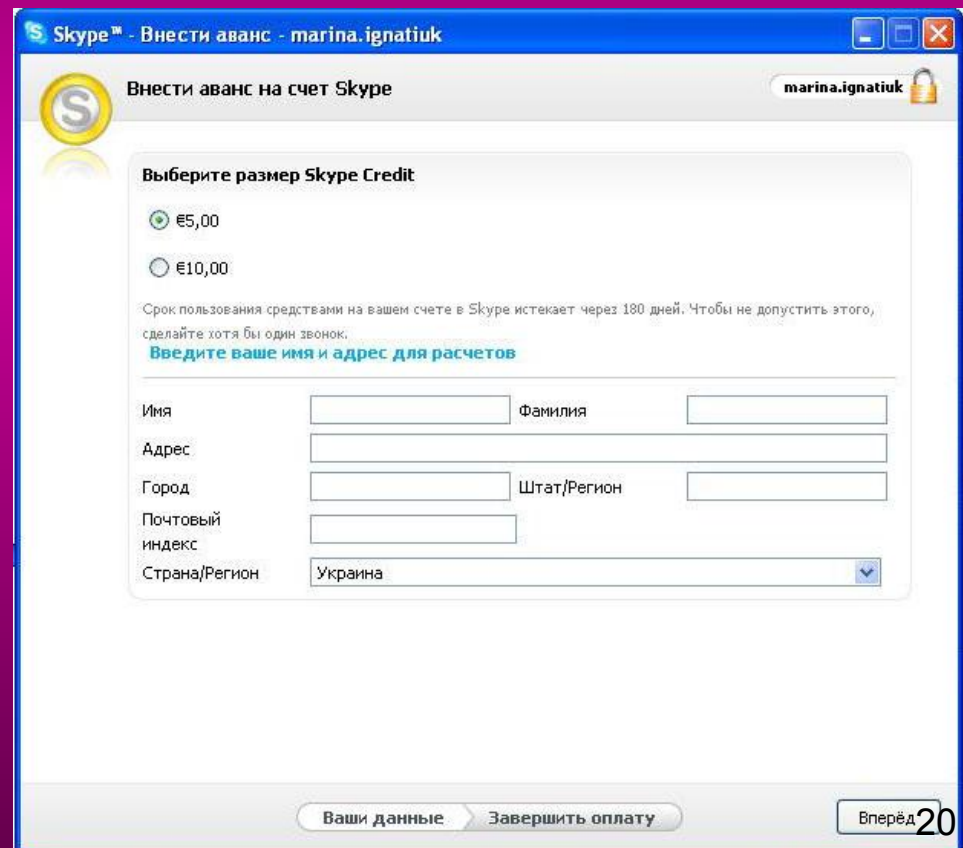 Skype™ - Внести аванс - marina.ignatiuk
Внести аванс на счет Skype
marina.ignatiuk
Выберите размер Skype Credit
€5,00
€10,00
Срок пользования средствами на вашем счете в Skype истекает через 180 дней. Чтобы не допустить этого,
сделайте хотя бы один звонок.
Введите ваше имя и адрес для расчетов
Имя
Фамилия
Адрес
Город
Штат/Регион
Почтовый
индекс
Страна/Регион
Украина
Ваши данные
Завершить оплату
Вперёд
20